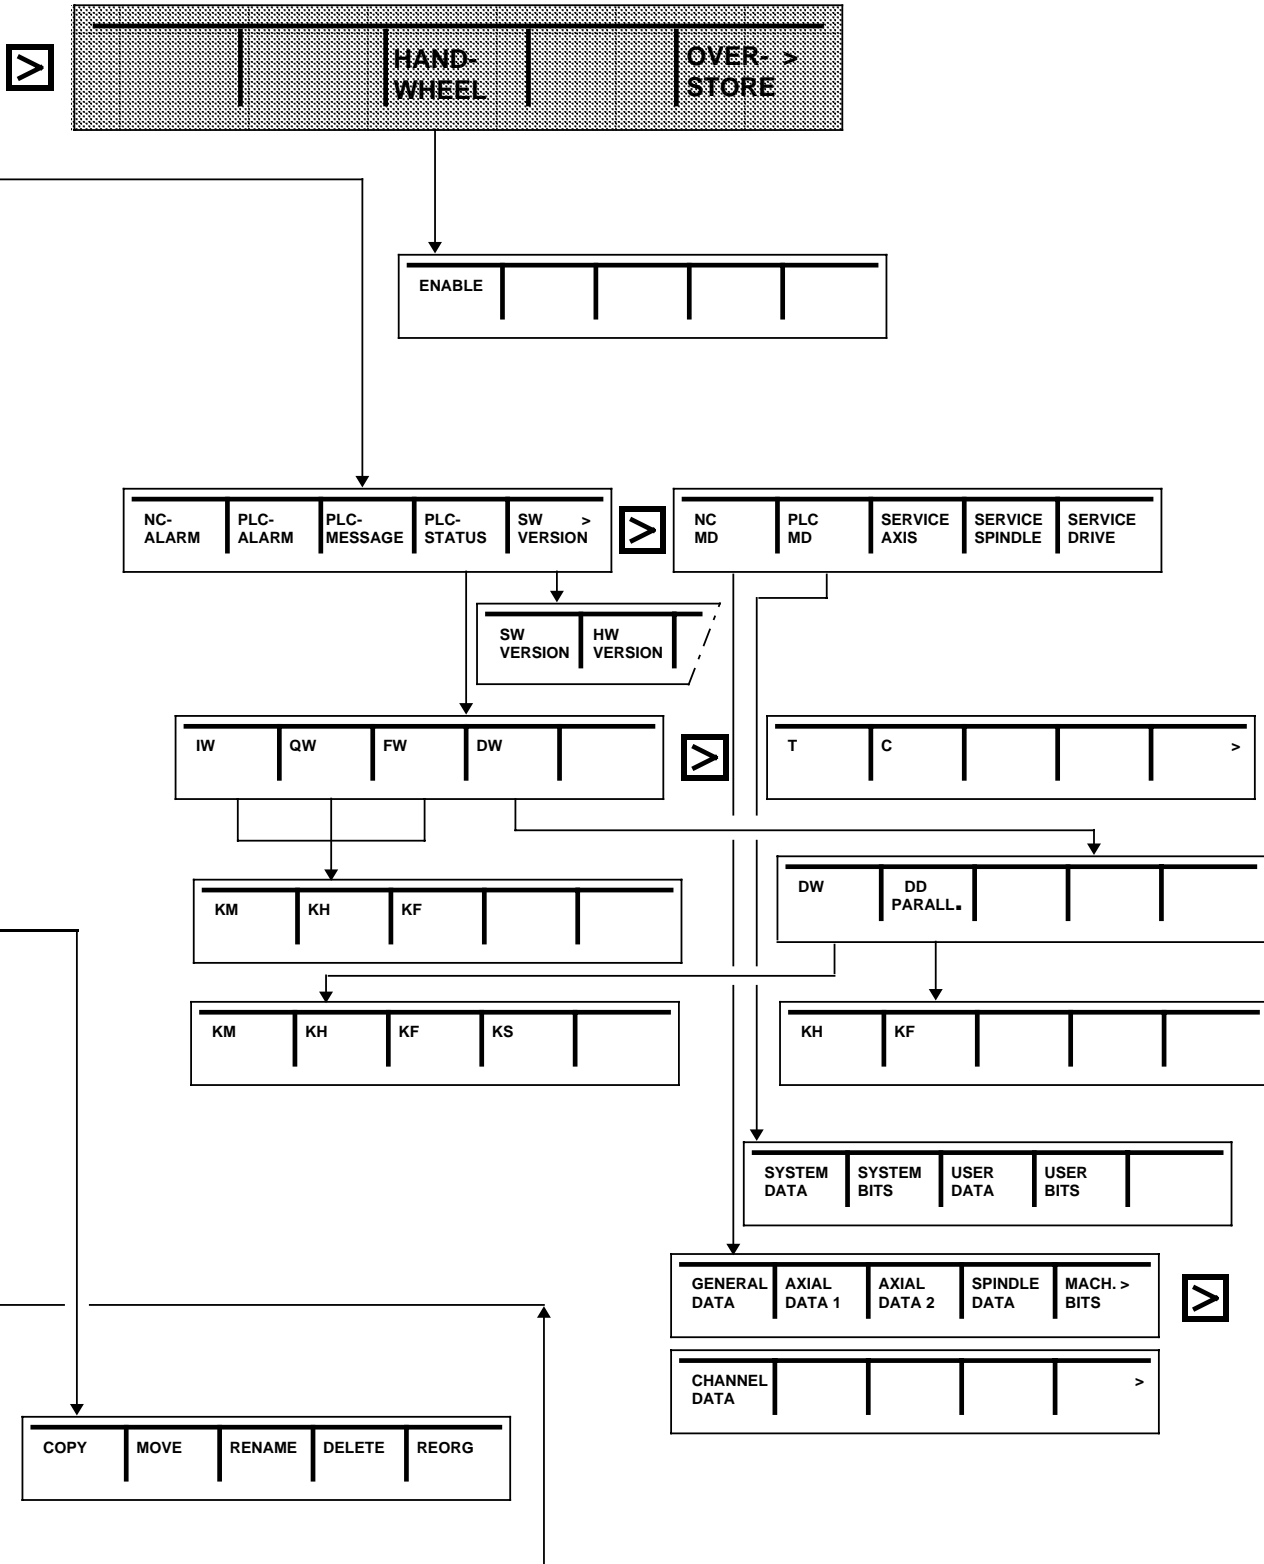 >
HAND-
WHEEL
OVER- >
STORE
ENABLE
NC-
ALARM
PLC-
ALARM
PLC-
MESSAGE
PLC-
STATUS
SW >
VERSION
>
NC
MD
PLC
MD
SERVICE
AXIS
SERVICE
SPINDLE
SERVICE
DRIVE
SW
VERSION
HW
VERSION
IW
QW
FW
DW
>
T
C
>
DW
DD
PARALL.
KM
KH
KF
KM
KH
KF
KS
KH
KF
SYSTEM
DATA
SYSTEM
BITS
USER
DATA
USER
BITS
GENERAL
DATA
AXIAL
DATA 1
AXIAL
DATA 2
SPINDLE
DATA
MACH. >
BITS
>
CHANNEL
DATA
>
COPY
MOVE
RENAME
DELETE
REORG